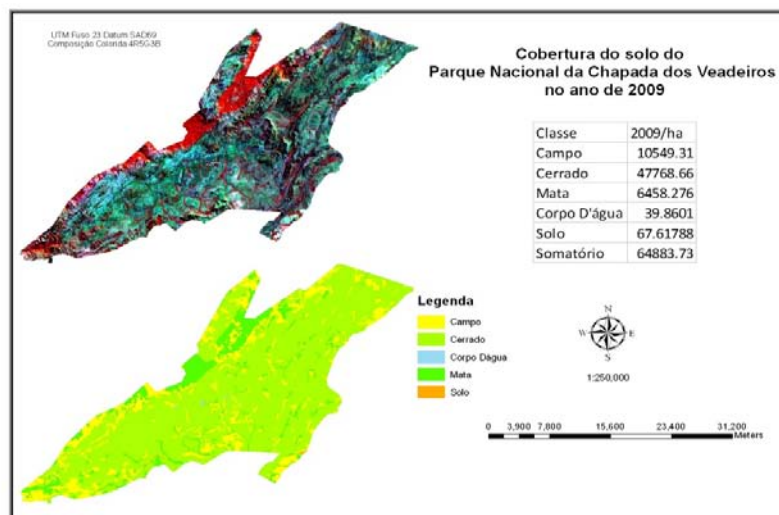 UTM Fuso 23 Datum SAD69
Composição Colorida 4R5G3B
Cobertura do solo do
Parque Nacional da Chapada dos Veadeiros
no ano de 2009
Classe 2009/ha
Campo 10549.31
Cerrado 47768.66
Mata 6458.276
Corpo D'água 39.8601
Solo 67.61788
Somatório 64883.73
Legenda
Campo
Cerrado
Corpo Dágua
Mata
Solo
N
W E
S
1:250,000
0 3,900 7,800 15,600 23,400 31,200
Meters